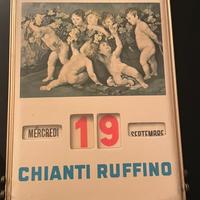 MERCREDI 19 SEPTEMBRE
CHIANTI RUFFINO